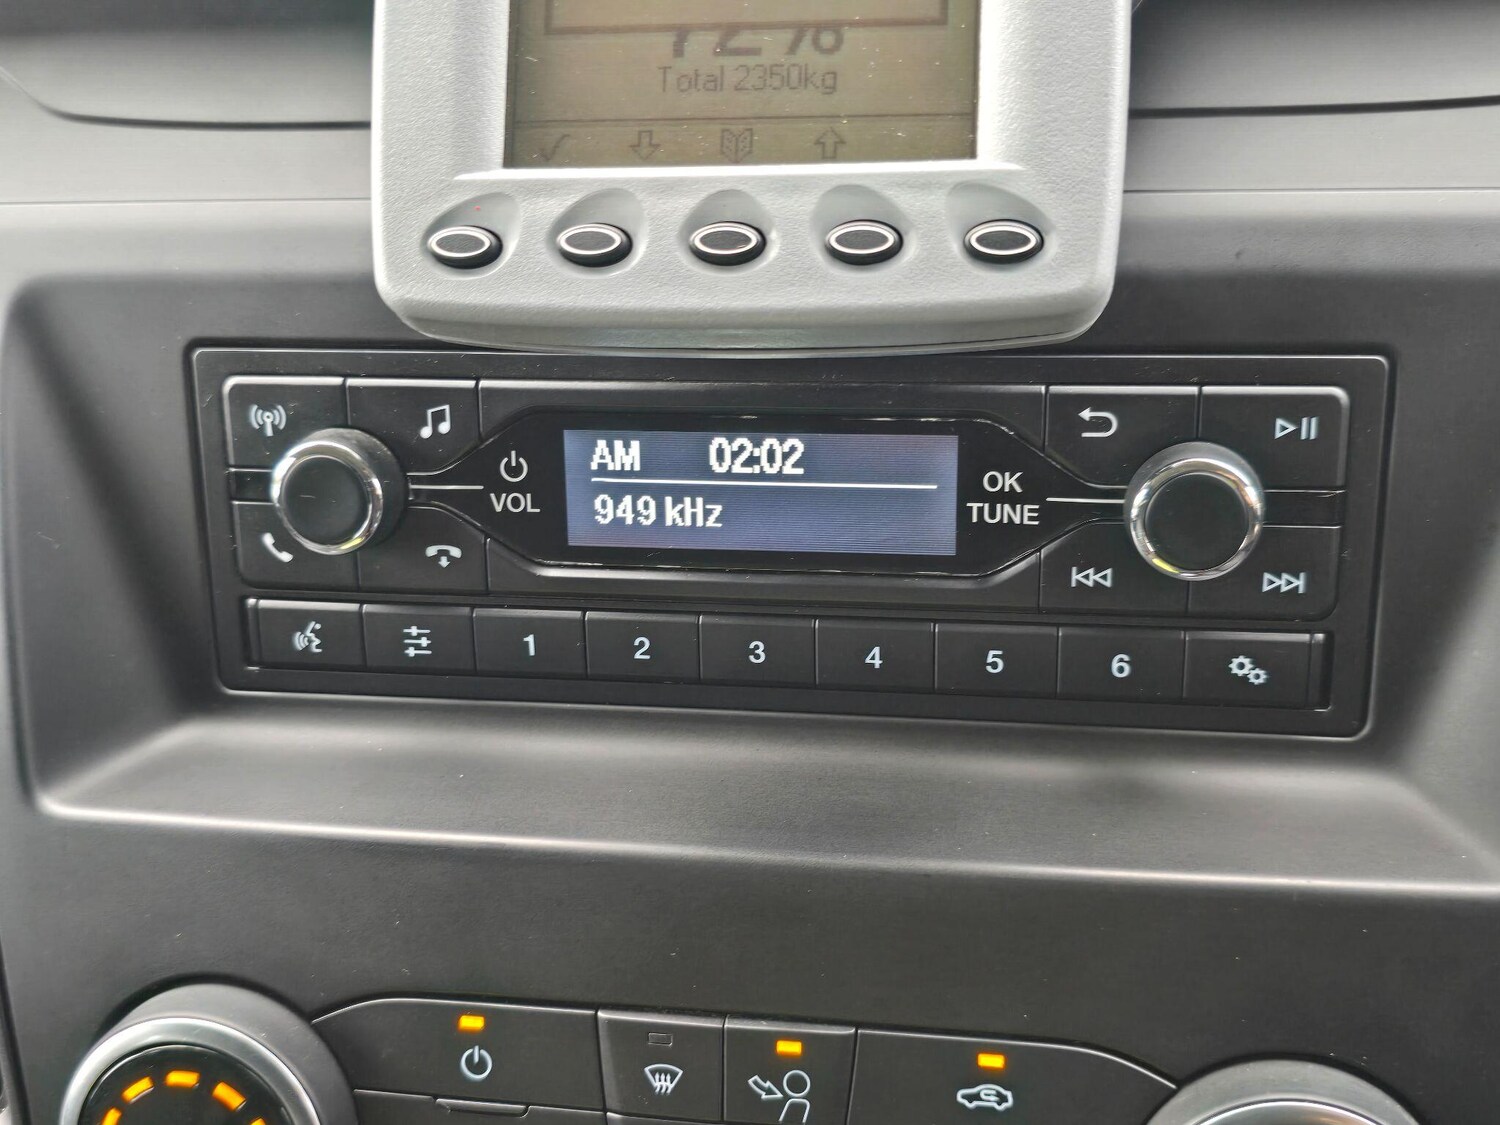 Total 2350kg
AM 02:02
949 kHz
VOL
OK
TUNE
1 2 3 4 5 6